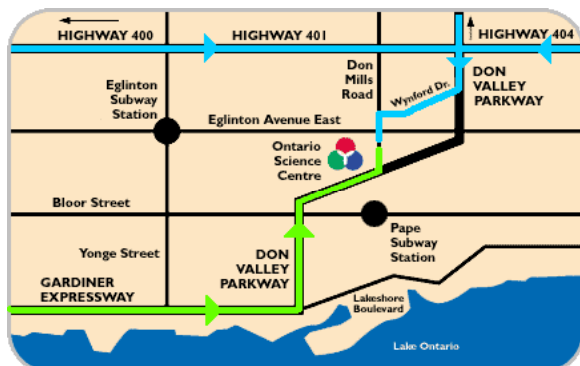 HIGHWAY 400
HIGHWAY 401
HIGHWAY 404
Don
Mills
Road
DON
VALLEY
PARKWAY
Eglinton
Subway
Station
Wynford Dr.
Eglinton Avenue East
Ontario
Science
Centre
Bloor Street
Pape
Subway
Station
Yonge Street
DON
VALLEY
PARKWAY
GARDINER
EXPRESSWAY
Lakeshore
Boulevard
Lake Ontario